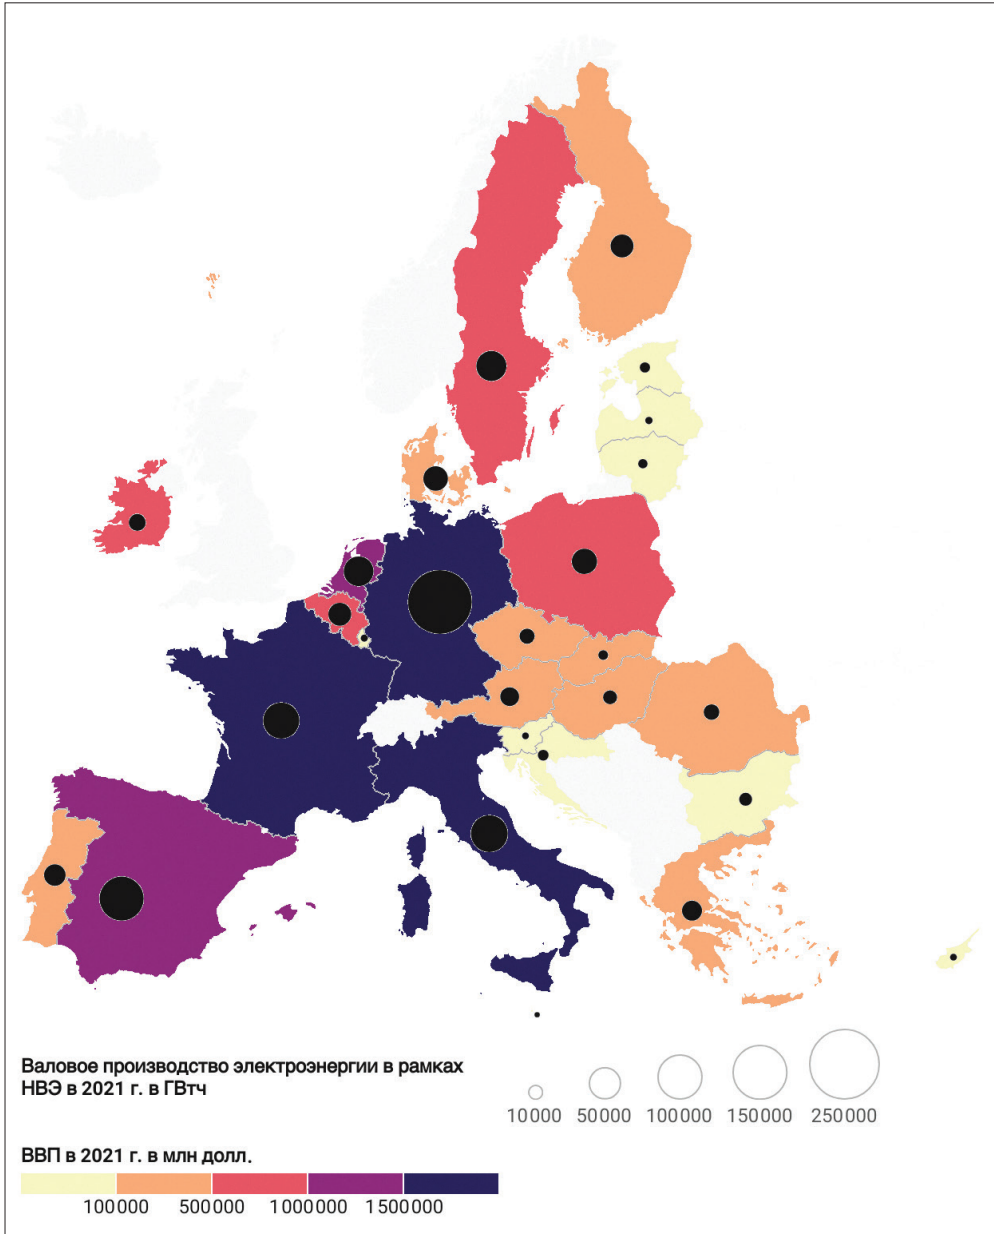 Валовое производство электроэнергии в рамках
НВЭ в 2021 г. в ГВтч
10000 50000 100000 150000 250000
ВВП в 2021 г. в млн долл.
100000 500000 1000000 1500000